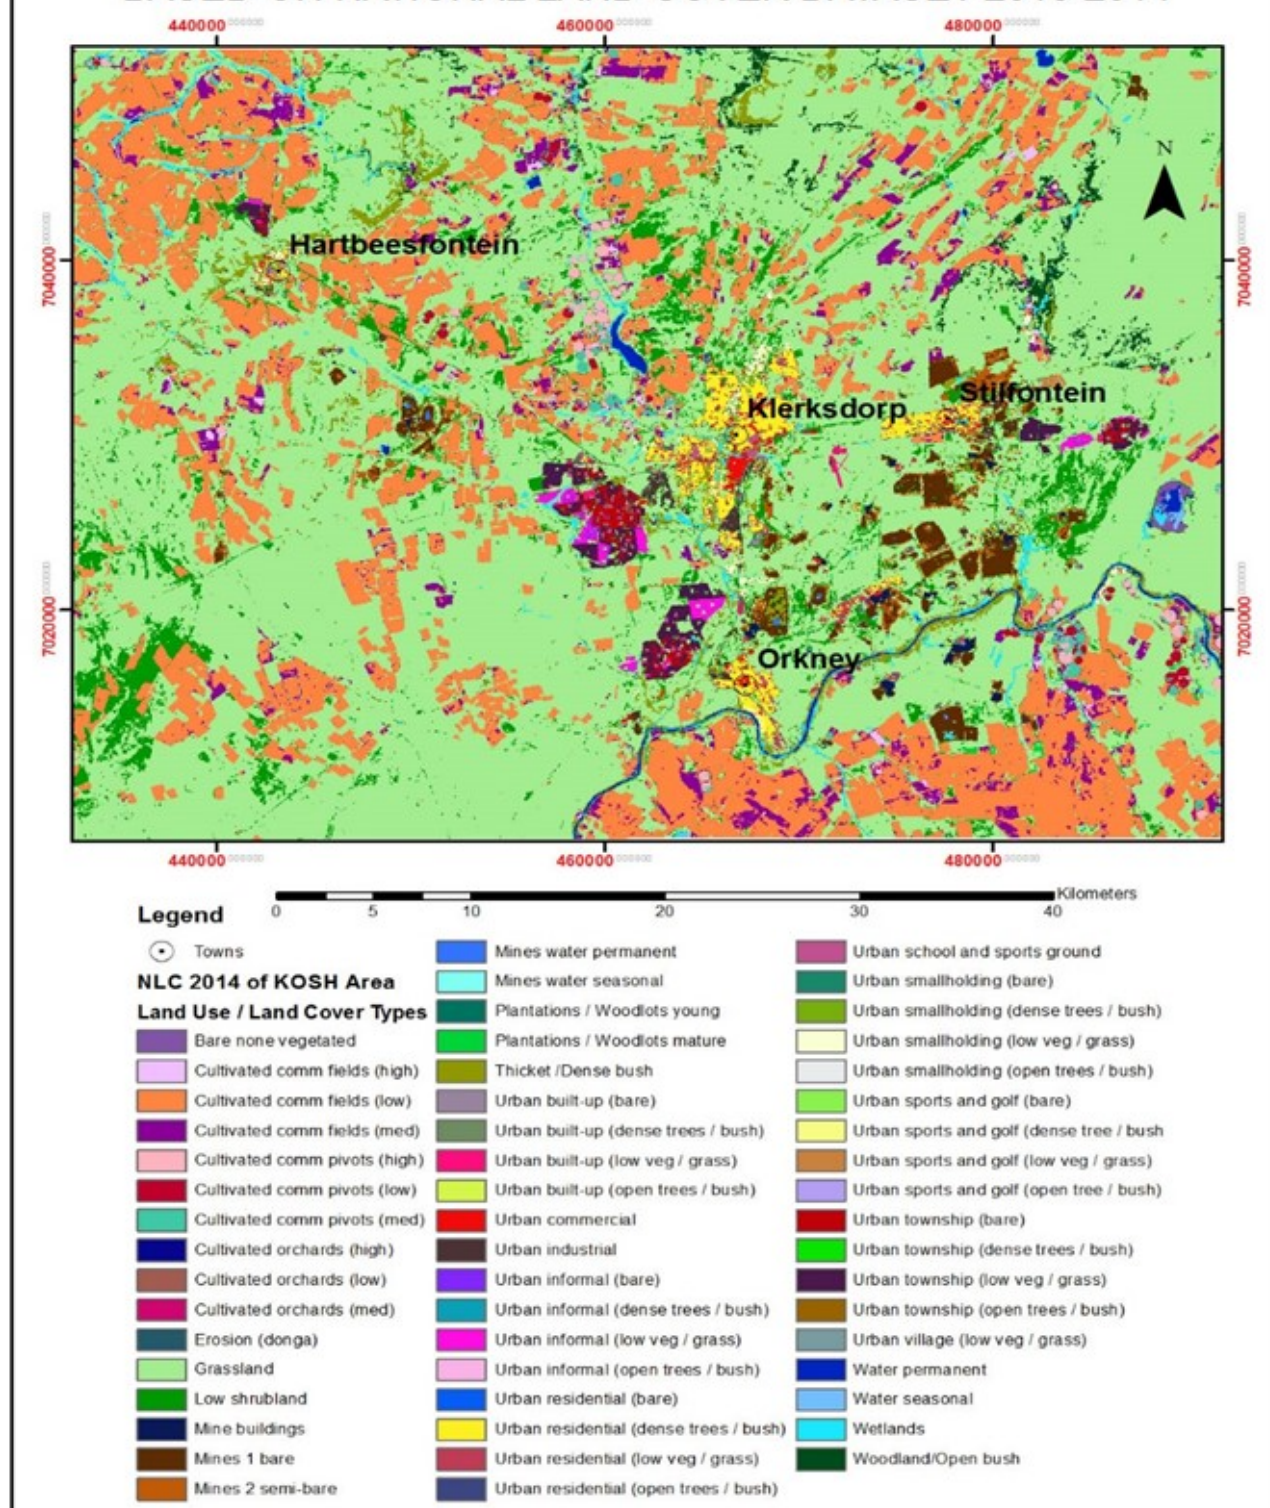 440000 460000 480000
N
Hartbeesfontein
7040000 7040000
Stilfontein
Klerksdorp
7020000 7020000
Orkney
440000 460000 480000
Kilometers
0 5 10 20 30 40
Legend
Towns
NLC 2014 of KOSH Area
Land Use / Land Cover Types
Bare none vegetated
Cultivated comm fields (high)
Cultivated comm fields (low)
Cultivated comm fields (med)
Cultivated comm pivots (high)
Cultivated comm pivots (low)
Cultivated comm pivots (med)
Cultivated orchards (high)
Cultivated orchards (low)
Cultivated orchards (med)
Erosion (donga)
Grassland
Low shrubland
Mine buildings
Mines 1 bare
Mines 2 semi-bare
Mines water permanent
Mines water seasonal
Plantations / Woodlots young
Plantations / Woodlots mature
Thicket /Dense bush
Urban built-up (bare)
Urban built-up (dense trees / bush)
Urban built-up (low veg / grass)
Urban built-up (open trees / bush)
Urban commercial
Urban industrial
Urban informal (bare)
Urban informal (dense trees / bush)
Urban informal (low veg / grass)
Urban informal (open trees / bush)
Urban residential (bare)
Urban residential (dense trees / bush)
Urban residential (low veg / grass)
Urban residential (open trees / bush)
Urban school and sports ground
Urban smallholding (bare)
Urban smallholding (dense trees / bush)
Urban smallholding (low veg / grass)
Urban smallholding (open trees / bush)
Urban sports and golf (bare)
Urban sports and golf (dense tree / bush
Urban sports and golf (low veg / grass)
Urban sports and golf (open tree / bush)
Urban township (bare)
Urban township (dense trees / bush)
Urban township (low veg / grass)
Urban township (open trees / bush)
Urban village (low veg / grass)
Water permanent
Water seasonal
Wetlands
Woodland/Open bush